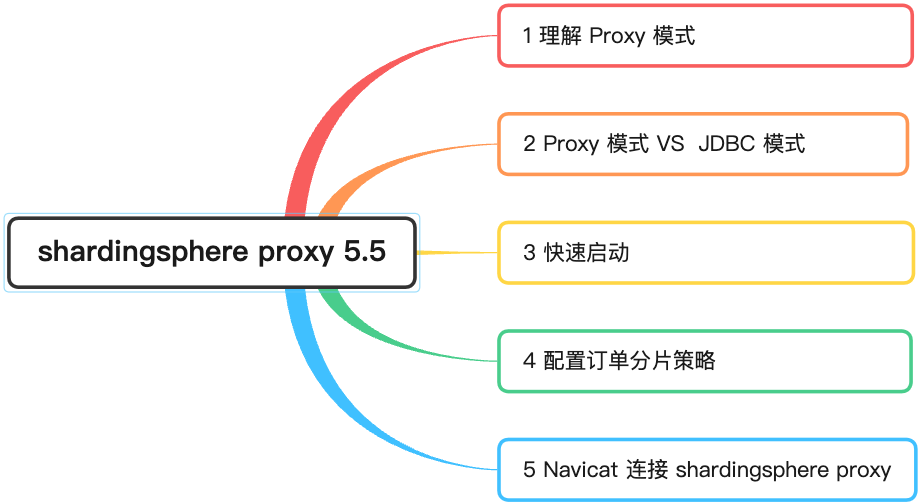 1 理解 Proxy 模式
2 Proxy 模式 VS JDBC 模式
shardingsphere proxy 5.5
3 快速启动
4 配置订单分片策略
5 Navicat 连接 shardingsphere proxy